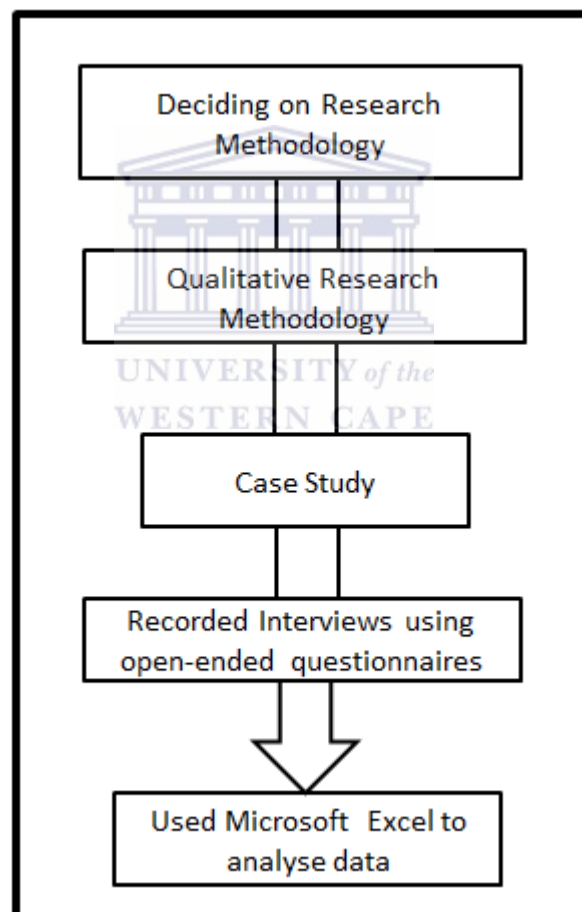 Deciding on Research
Methodology
Qualitative Research
Methodology
UNIVERSITY of the
WESTERN CAPE
Case Study
Recorded Interviews using
open-ended questionnaires
Used Microsoft Excel to
analyse data